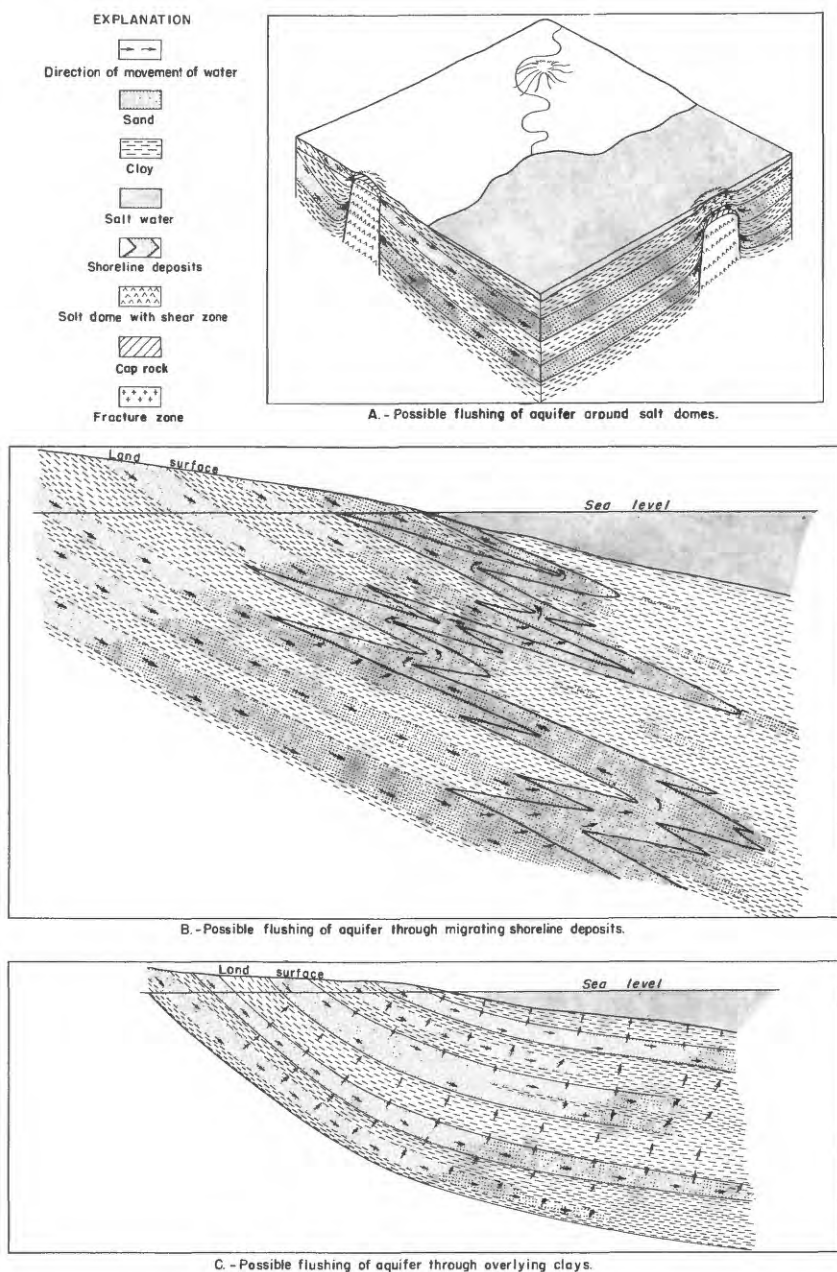 EXPLANATION
Direction of movement of water
Sand
Clay
Salt water
Shoreline deposits
Salt dome with shear zone
Cap rock
Fracture zone
A.-Possible flushing of aquifer around salt domes.
Land surface
Sea level
B.-Possible flushing of aquifer through migrating shoreline deposits.
Land surface
Sea level
C.-Possible flushing of aquifer through overlying clays.